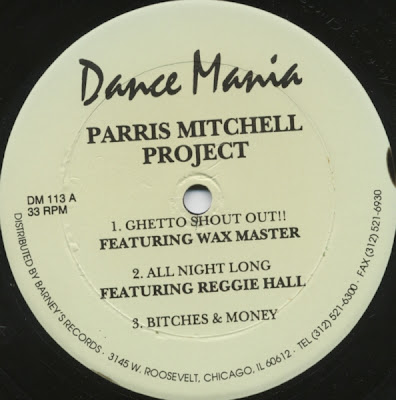 Dance Mania
PARRIS MITCHELL
PROJECT
DM 113 A
33 RPM
1. GHETTO SHOUT OUT!!
FEATURING WAX MASTER
2. ALL NIGHT LONG
FEATURING REGGIE HALL
3. BITCHES & MONEY
DISTRIBUTED BY BARNEY'S RECORDS · 3145 W. ROOSEVELT, CHICAGO, IL 60612 · TEL (312) 521-6300 · FAX (312) 521-6930